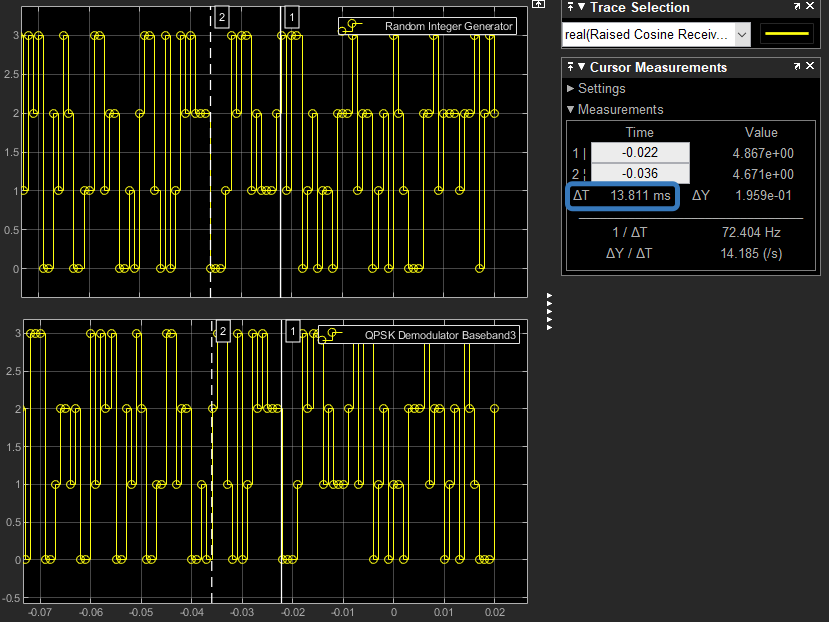 2
1
Random Integer Generator
3
2.5
2
1.5
1
0.5
0
2
1
QPSK Demodulator Baseband3
3
2.5
2
1.5
1
0.5
0
-0.5
-0.07 -0.06 -0.05 -0.04 -0.03 -0.02 -0.01 0 0.01 0.02
Trace Selection
real(Raised Cosine Receiv...
Cursor Measurements
Settings
Measurements
Time Value
1 | -0.022 4.867e+00
2 ¦ -0.036 4.671e+00
ΔT 13.811 ms ΔY 1.959e-01
1 / ΔT 72.404 Hz
ΔY / ΔT 14.185 (/s)